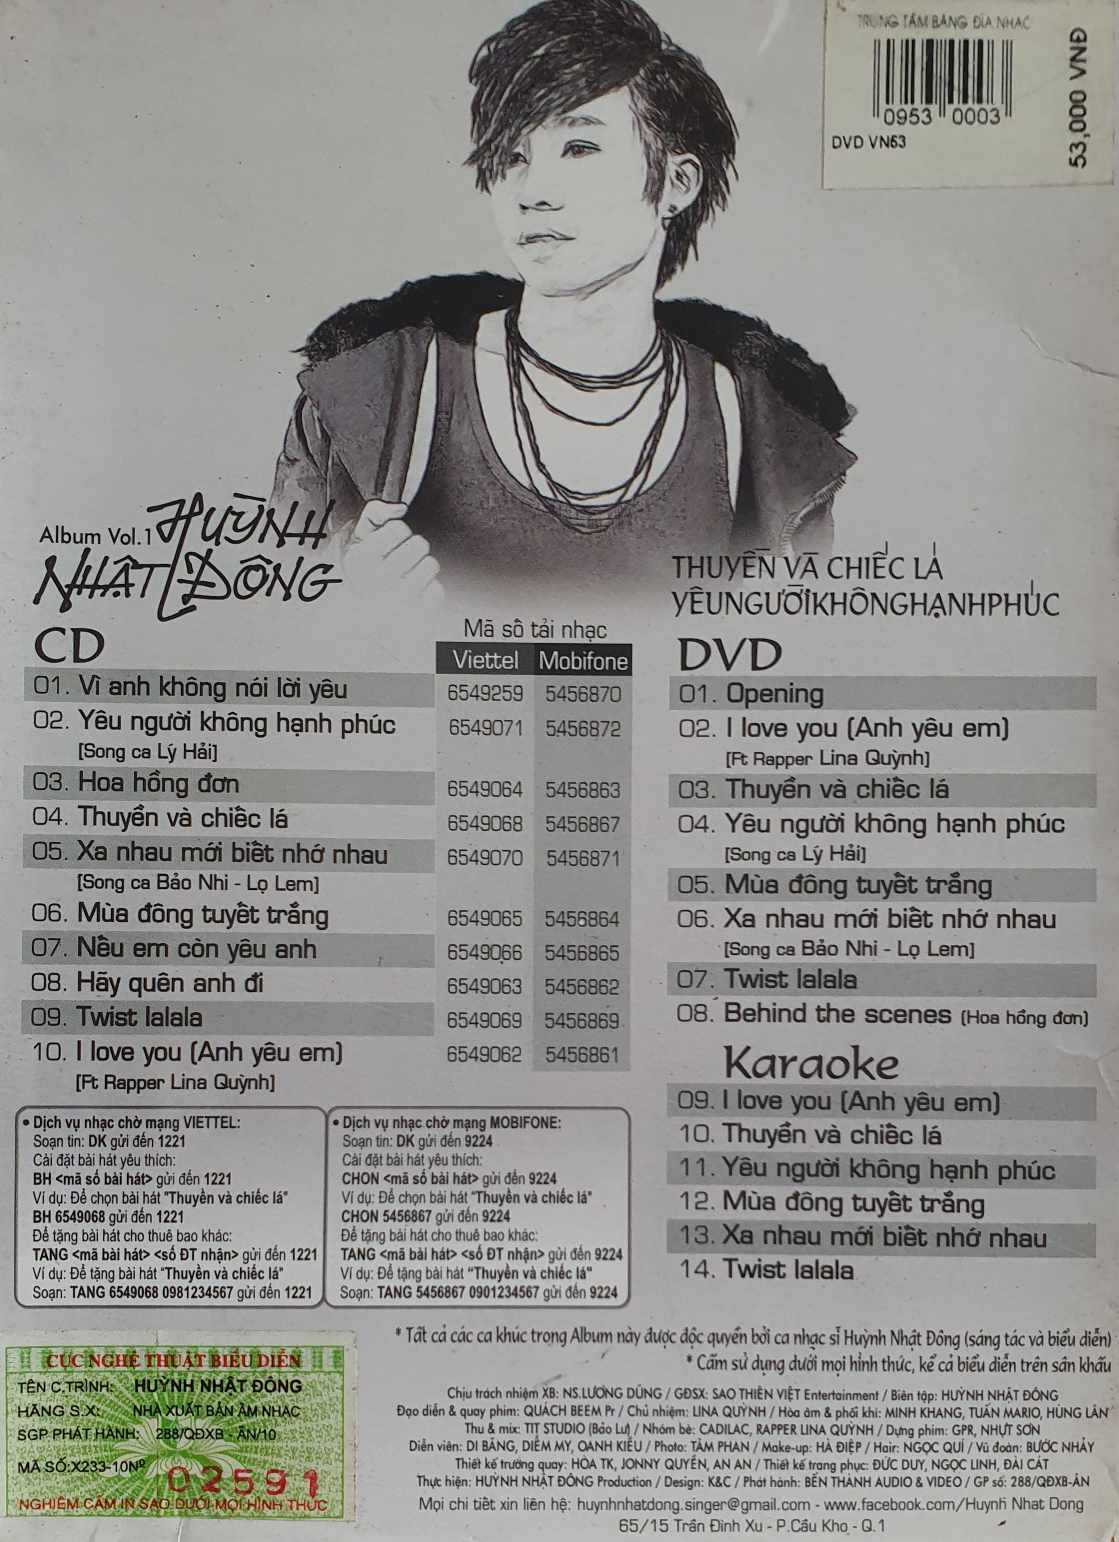 TRUNG TÂM BĂNG ĐĨA NHẠC
0953 0003
DVD VN53
53,000 VNĐ
Album Vol.1 HUỲNH
NHẬT ĐÔNG
THUYỀN VÀ CHIẾC LÁ
YÊUNGƯỜIKHÔNGHẠNHPHÚC
CD
Mã số tải nhạc
Viettel Mobifone
01. Vì anh không nói lời yêu 6549259 5456870
02. Yêu người không hạnh phúc 6549071 5456872
[Song ca Lý Hải]
03. Hoa hồng đơn 6549064 5456863
04. Thuyền và chiếc lá 6549068 5456867
05. Xa nhau mới biết nhớ nhau 6549070 5456871
[Song ca Bảo Nhi - Lọ Lem]
06. Mùa đông tuyết trắng 6549065 5456864
07. Nếu em còn yêu anh 6549066 5456865
08. Hãy quên anh đi 6549063 5456862
09. Twist lalala 6549069 5456869
10. I love you (Anh yêu em) 6549062 5456861
[Ft Rapper Lina Quỳnh]
DVD
01. Opening
02. I love you (Anh yêu em)
[Ft Rapper Lina Quỳnh]
03. Thuyền và chiếc lá
04. Yêu người không hạnh phúc
[Song ca Lý Hải]
05. Mùa đông tuyết trắng
06. Xa nhau mới biết nhớ nhau
[Song ca Bảo Nhi - Lọ Lem]
07. Twist lalala
08. Behind the scenes (Hoa hồng đơn)
Karaoke
09. I love you (Anh yêu em)
10. Thuyền và chiếc lá
11. Yêu người không hạnh phúc
12. Mùa đông tuyết trắng
13. Xa nhau mới biết nhớ nhau
14. Twist lalala
• Dịch vụ nhạc chờ mạng VIETTEL:
Soạn tin: DK gửi đến 1221
Cài đặt bài hát yêu thích:
BH <mã số bài hát> gửi đến 1221
Ví dụ: Để chọn bài hát "Thuyền và chiếc lá"
BH 6549068 gửi đến 1221
Để tặng bài hát cho thuê bao khác:
TANG <mã bài hát> <số ĐT nhận> gửi đến 1221
Ví dụ: Để tặng bài hát "Thuyền và chiếc lá"
Soạn: TANG 6549068 0981234567 gửi đến 1221
• Dịch vụ nhạc chờ mạng MOBIFONE:
Soạn tin: DK gửi đến 9224
Cài đặt bài hát yêu thích:
CHON <mã số bài hát> gửi đến 9224
Ví dụ: Để chọn bài hát "Thuyền và chiếc lá"
CHON 5456867 gửi đến 9224
Để tặng bài hát cho thuê bao khác:
TANG <mã bài hát> <số ĐT nhận> gửi đến 9224
Ví dụ: Để tặng bài hát "Thuyền và chiếc lá"
Soạn: TANG 5456867 0901234567 gửi đến 9224
* Tất cả các ca khúc trong Album này được độc quyền bởi ca nhạc sĩ Huỳnh Nhật Đông (sáng tác và biểu diễn)
* Cấm sử dụng dưới mọi hình thức, kể cả biểu diễn trên sân khấu
Chịu trách nhiệm XB: NS.LƯƠNG DŨNG / GĐSX: SAO THIÊN VIỆT Entertainment / Biên tập: HUỲNH NHẬT ĐÔNG
Đạo diễn & quay phim: QUÁCH BEEM Pr / Chủ nhiệm: LINA QUỲNH / Hòa âm & phối khí: MINH KHANG, TUẤN MARIO, HÙNG LÂN
Thu & mix: TIT STUDIO (Bảo Lư) / Nhóm bè: CADILAC, RAPPER LINA QUỲNH / Dựng phim: GPR, NHỰT SƠN
Diễn viên: DI BĂNG, DIỄM MY, OANH KIỀU / Photo: TÂM PHAN / Make-up: HÀ ĐIỆP / Hair: NGỌC QUÍ / Vũ đoàn: BƯỚC NHẢY
Thiết kế trường quay: HÒA TK, JONNY QUYỀN, AN AN / Thiết kế trang phục: ĐỨC DUY, NGỌC LINH, ĐÀI CÁT
Thực hiện: HUỲNH NHẬT ĐÔNG Production / Design: K&C / Phát hành: BẾN THÀNH AUDIO & VIDEO / GP số: 288/QĐXB-ÂN
Mọi chi tiết xin liên hệ: huynhnhatdong.singer@gmail.com - www.facebook.com/Huynh Nhat Dong
65/15 Trần Đình Xu - P.Cầu Kho - Q.1
CỤC NGHỆ THUẬT BIỂU DIỄN
TÊN C.TRÌNH: HUỲNH NHẬT ĐÔNG
HÃNG S.X: NHÀ XUẤT BẢN ÂM NHẠC
SGP PHÁT HÀNH: 288/QĐXB - ÂN/10
MÃ SỐ:X233-10Nº 02591
NGHIÊM CẤM IN SAO DƯỚI MỌI HÌNH THỨC